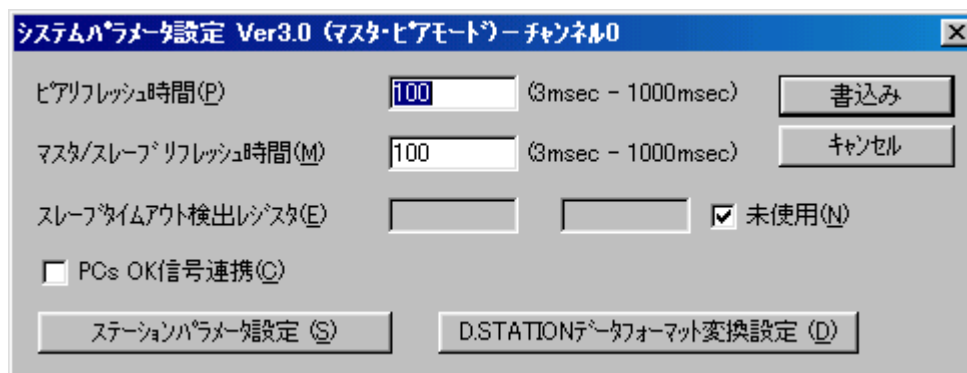 システムパラメータ設定 Ver3.0 (マスタ・ピアモード) − チャンネル0
ピアリフレッシュ時間(P) 100 (3msec - 1000msec) 書込み
マスタ/スレーブ リフレッシュ時間(M) 100 (3msec - 1000msec) キャンセル
スレーブタイムアウト検出レジスタ(E) 未使用(N)
PCs OK信号連携(C)
ステーションパラメータ設定 (S) D.STATIONデータフォーマット変換設定 (D)